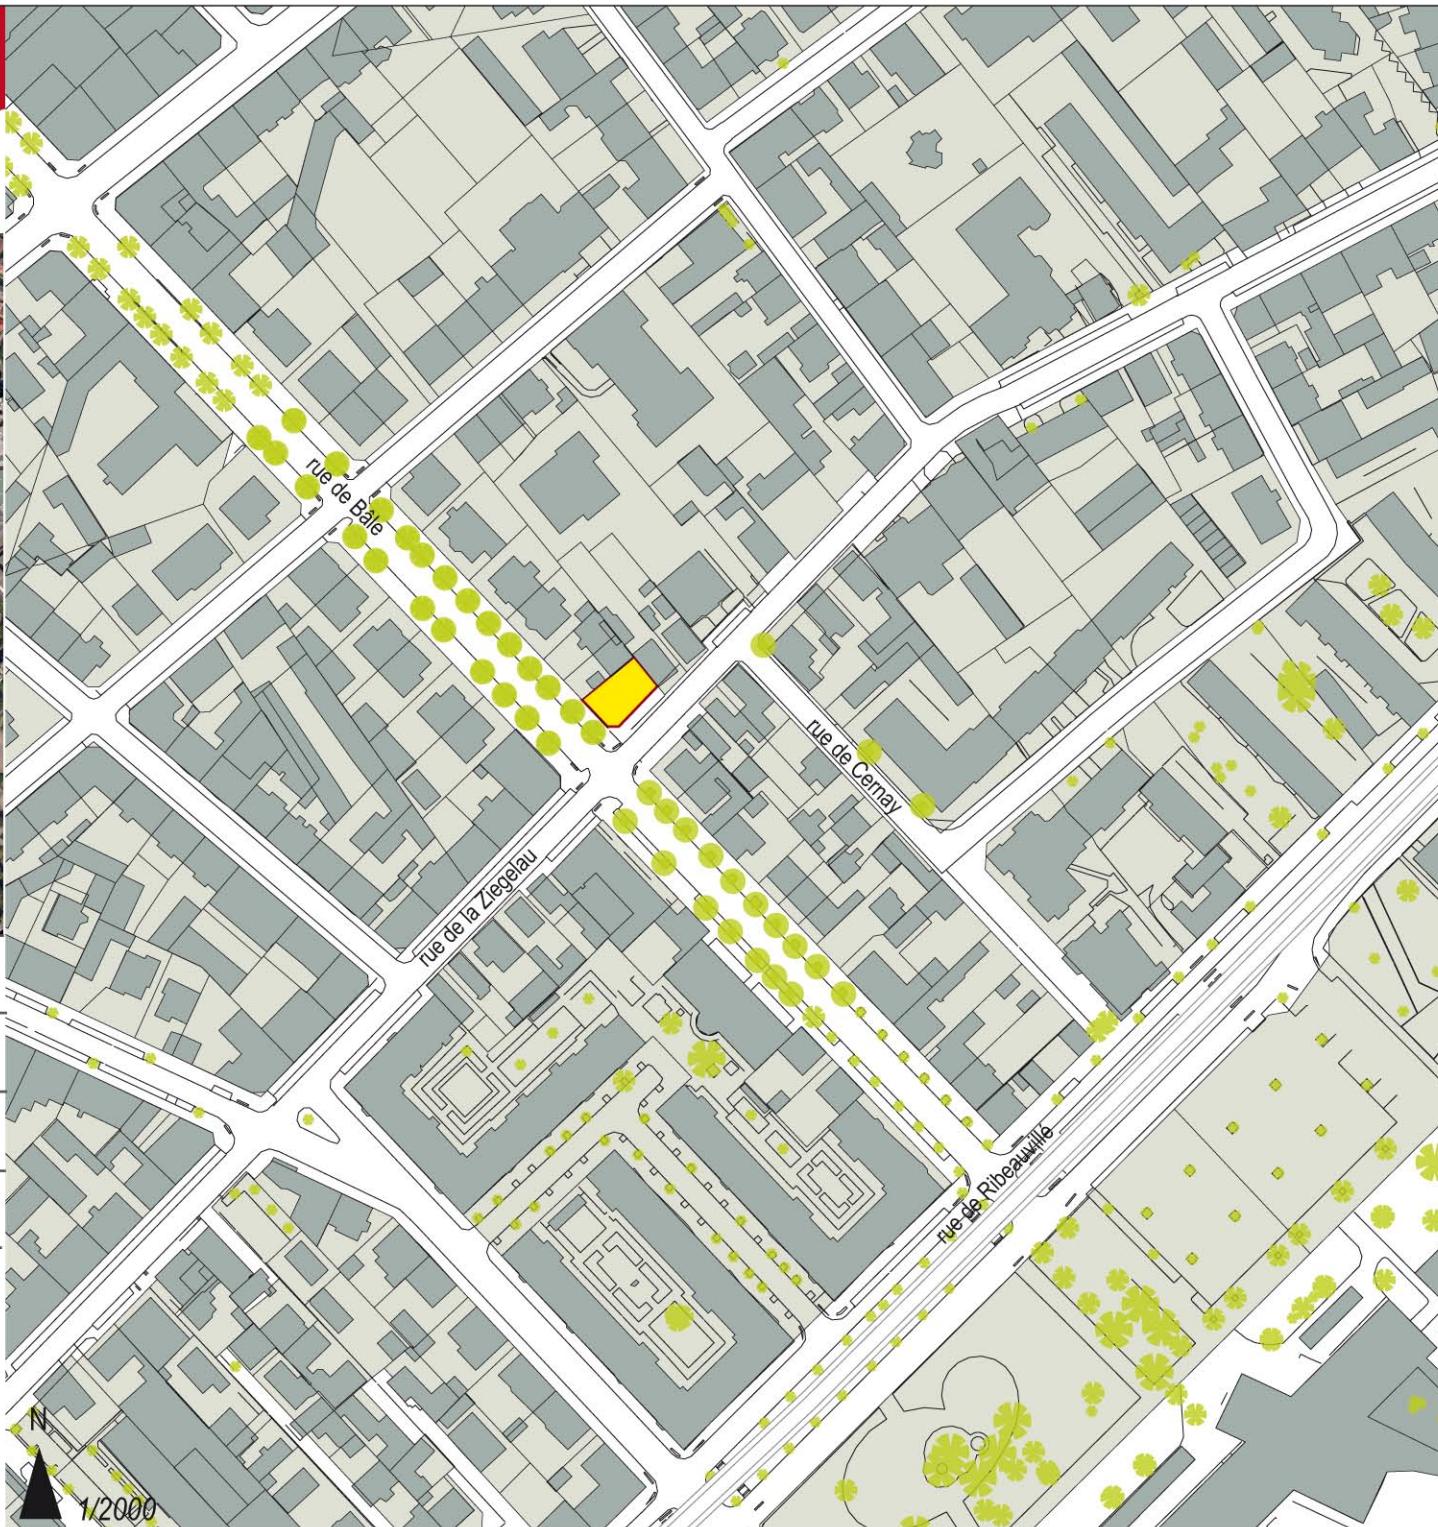 rue de Bâle
rue de Cernay
rue de la Ziegelau
rue de Ribeauvillé
N
1/2000